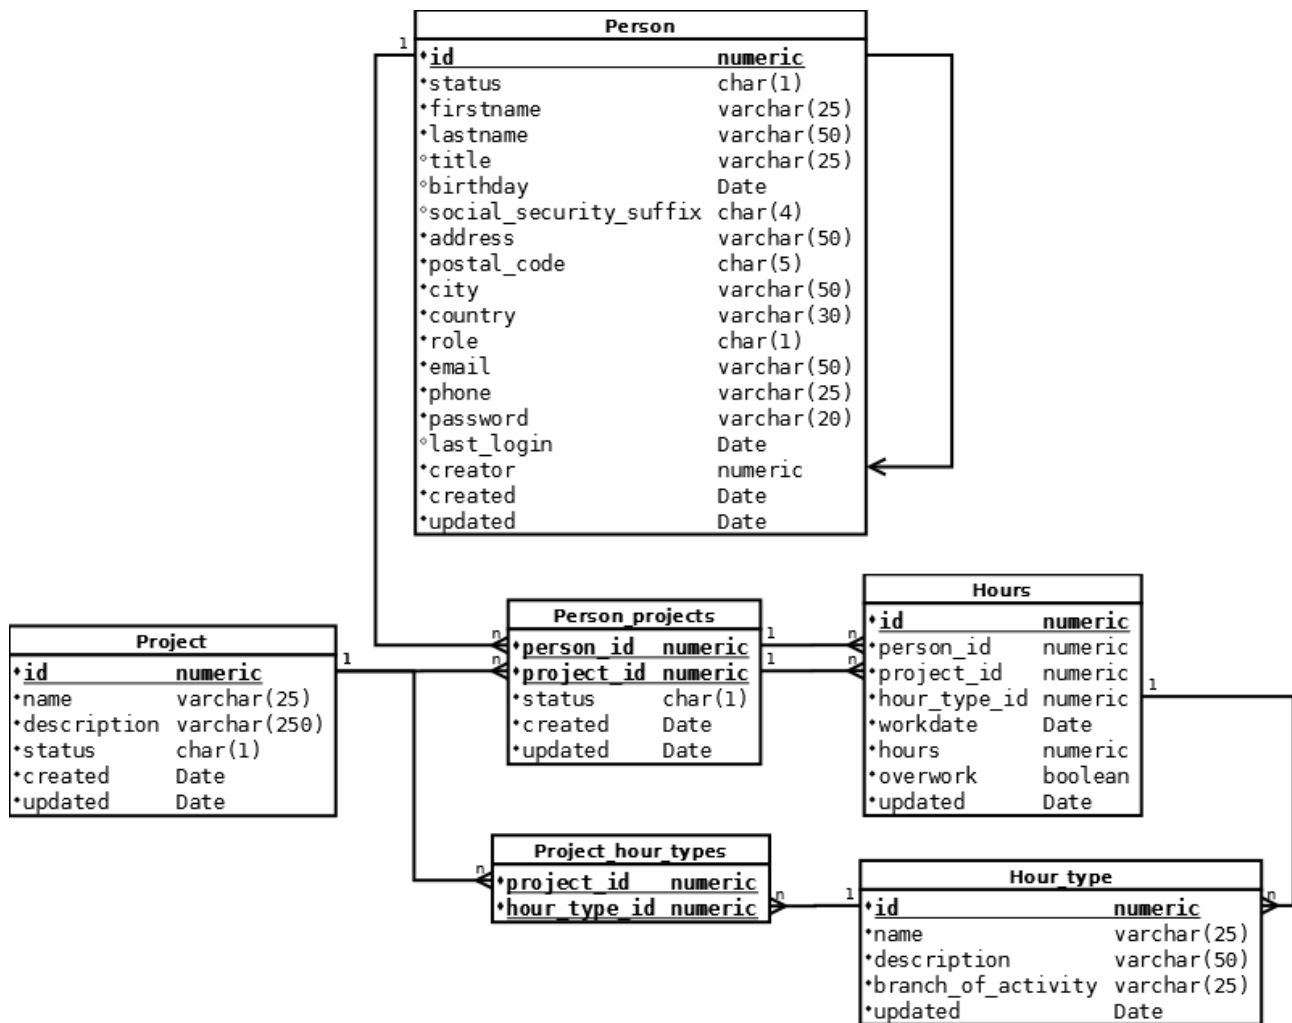 Person
1
id numeric
status char(1)
firstname varchar(25)
lastname varchar(50)
title varchar(25)
birthday Date
social_security_suffix char(4)
address varchar(50)
postal_code char(5)
city varchar(50)
country varchar(30)
role char(1)
email varchar(50)
phone varchar(25)
password varchar(20)
last_login Date
creator numeric
created Date
updated Date
Project
1
id numeric
name varchar(25)
description varchar(250)
status char(1)
created Date
updated Date
Person_projects
n person_id numeric 1
n project_id numeric 1
status char(1)
created Date
updated Date
Hours
id numeric
n person_id numeric
n project_id numeric
hour_type_id numeric 1
workdate Date
hours numeric
overwork boolean
updated Date
Project_hour_types
n project_id numeric
hour_type_id numeric n
Hour_type
1 id numeric n
name varchar(25)
description varchar(50)
branch_of_activity varchar(25)
updated Date